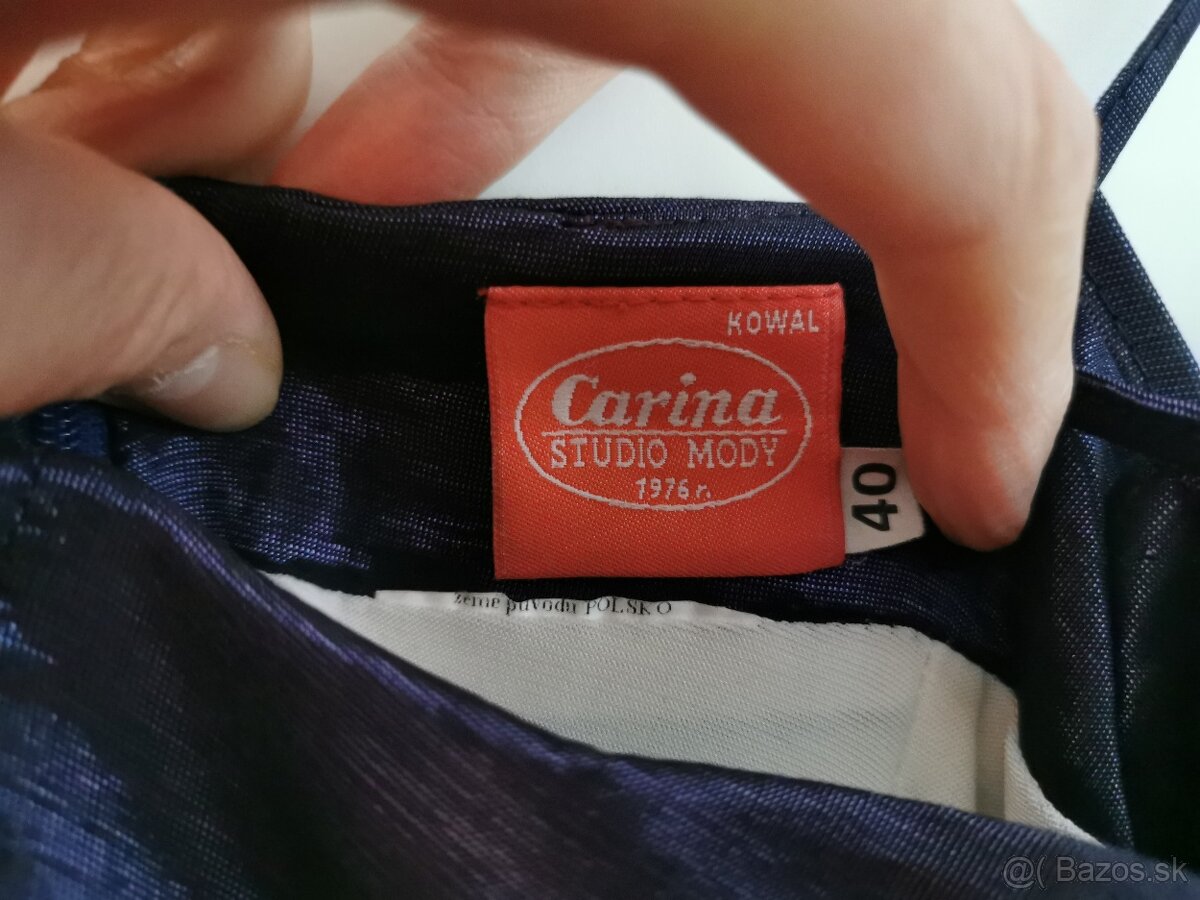 KOWAL
Carina
STUDIO MODY
1976 r.
40
země původu POLSKO
@( Bazos.sk